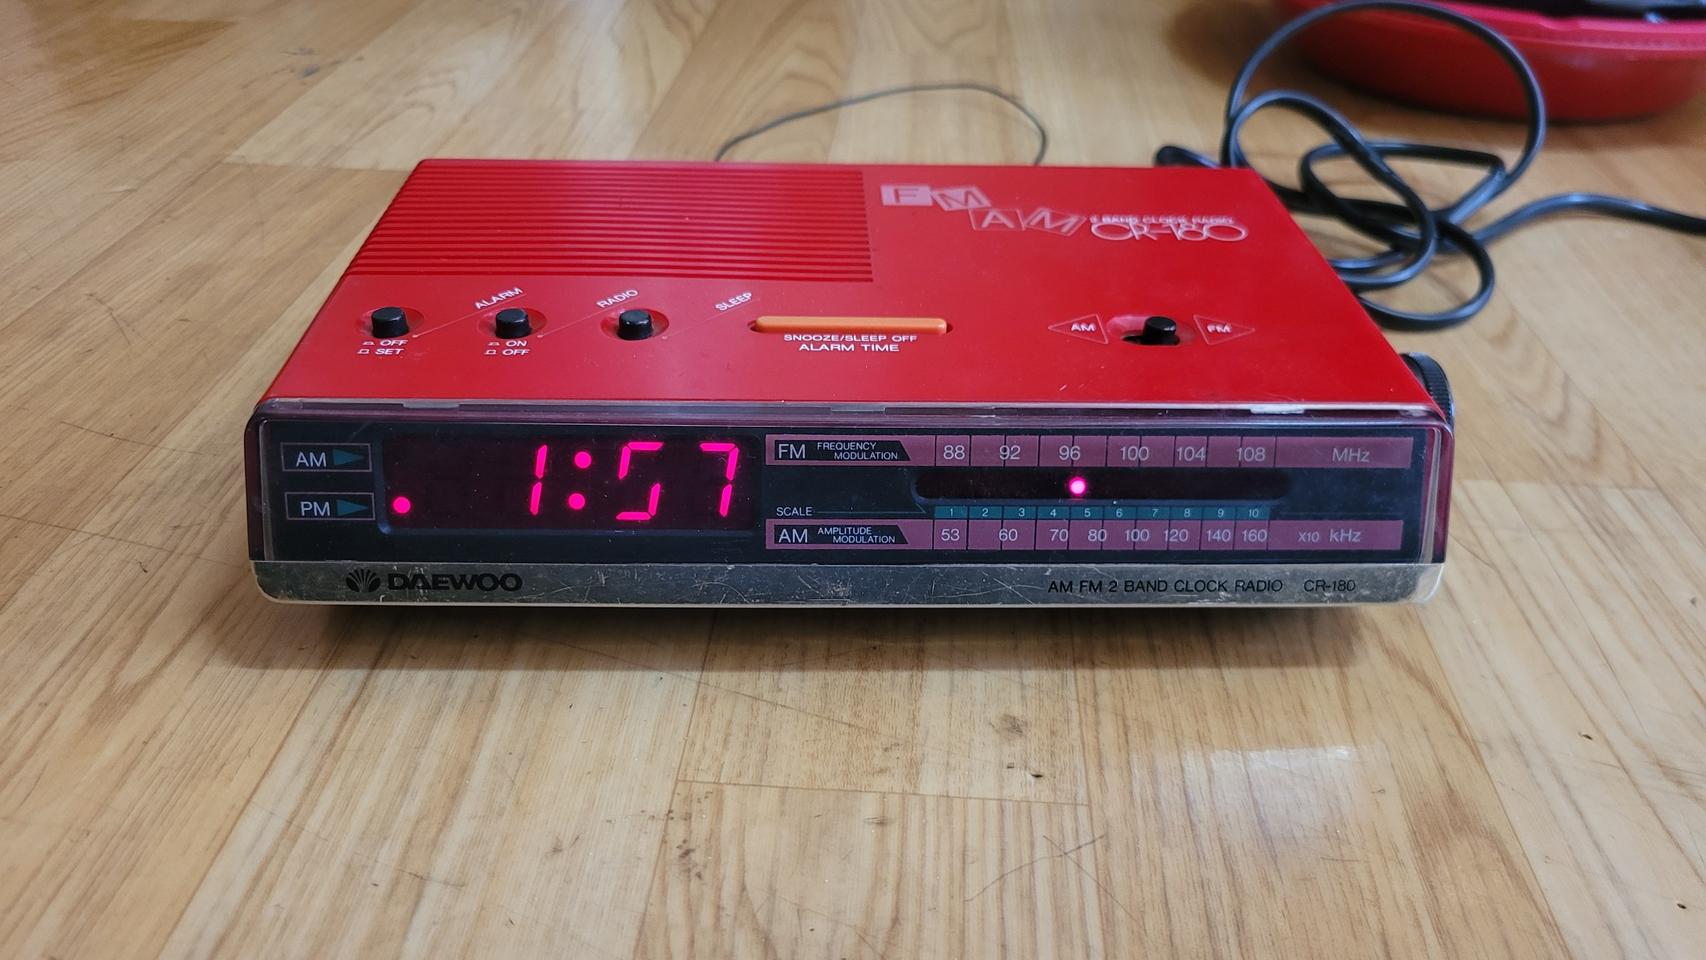 FM
AM 2 BAND CLOCK RADIO
CR-180
ALARM
RADIO
SLEEP
OFF
SET
ON
OFF
SNOOZE/SLEEP OFF
ALARM TIME
AM
FM
AM
PM
1:57
FM FREQUENCY MODULATION 88 92 96 100 104 108 MHz
SCALE 1 2 3 4 5 6 7 8 9 10
AM AMPLITUDE MODULATION 53 60 70 80 100 120 140 160 X10 kHz
DAEWOO
AM FM 2 BAND CLOCK RADIO CR-180